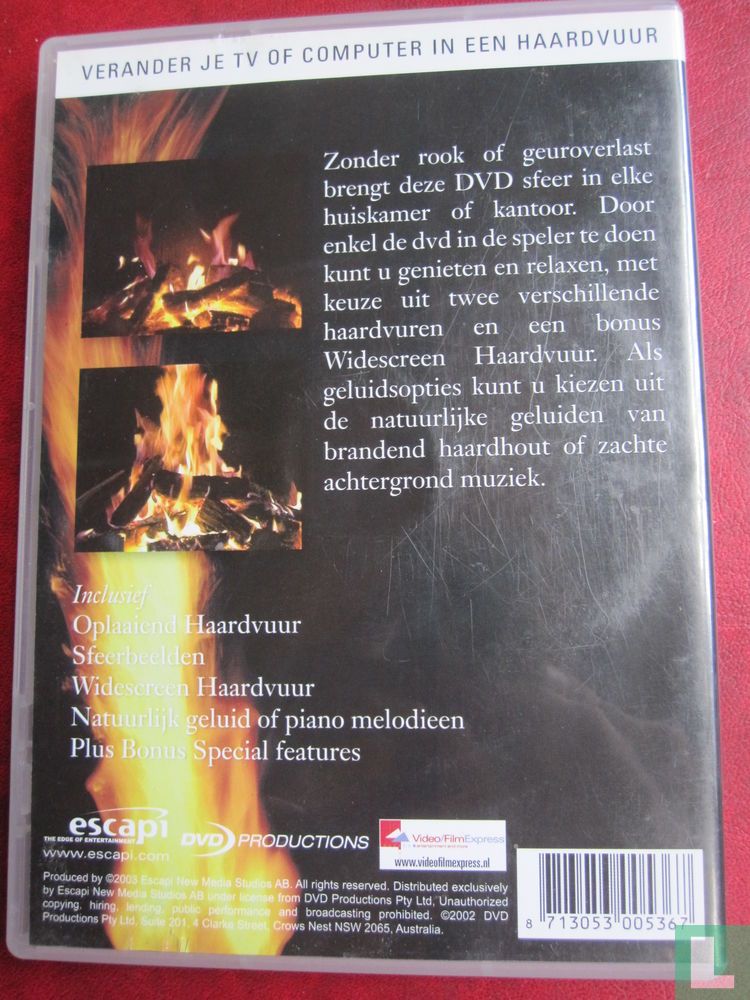 VERANDER JE TV OF COMPUTER IN EEN HAARDVUUR
Zonder rook of geuroverlast
brengt deze DVD sfeer in elke
huiskamer of kantoor. Door
enkel de dvd in de speler te doen
kunt u genieten en relaxen, met
keuze uit twee verschillende
haardvuren en een bonus
Widescreen Haardvuur. Als
geluidsopties kunt u kiezen uit
de natuurlijke geluiden van
brandend haardhout of zachte
achtergrond muziek.
Inclusief
Oplaaiend Haardvuur
Sfeerbeelden
Widescreen Haardvuur
Natuurlijk geluid of piano melodieen
Plus Bonus Special features
escapi
THE EDGE OF ENTERTAINMENT
www.escapi.com
DVD PRODUCTIONS
Video/FilmExpress
entertainment and more
www.videofilmexpress.nl
Produced by ©2005 Escapi New Media Studios AB. All rights reserved. Distributed exclusively
by Escapi New Media Studios AB under license from DVD Productions Pty Ltd. Unauthorized
copying, hiring, lending, public performance and broadcasting prohibited. ©2002 DVD
Productions Pty Ltd. Suite 201, 4 Clarke Street, Crows Nest NSW 2065, Australia.
8 713053 005367